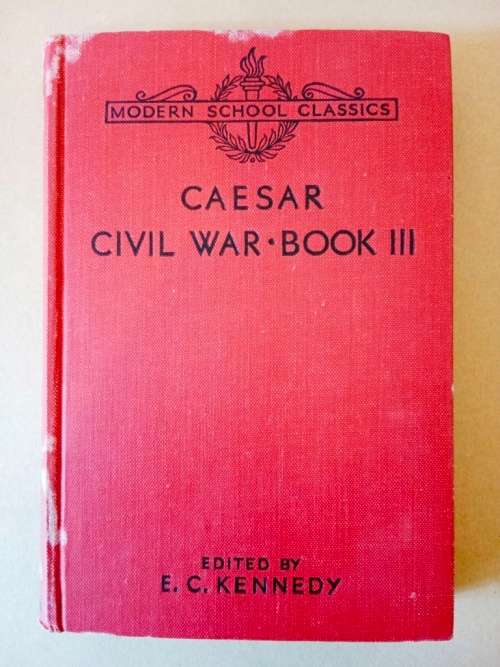 MODERN SCHOOL CLASSICS
CAESAR
CIVIL WAR · BOOK III
EDITED BY
E. C. KENNEDY